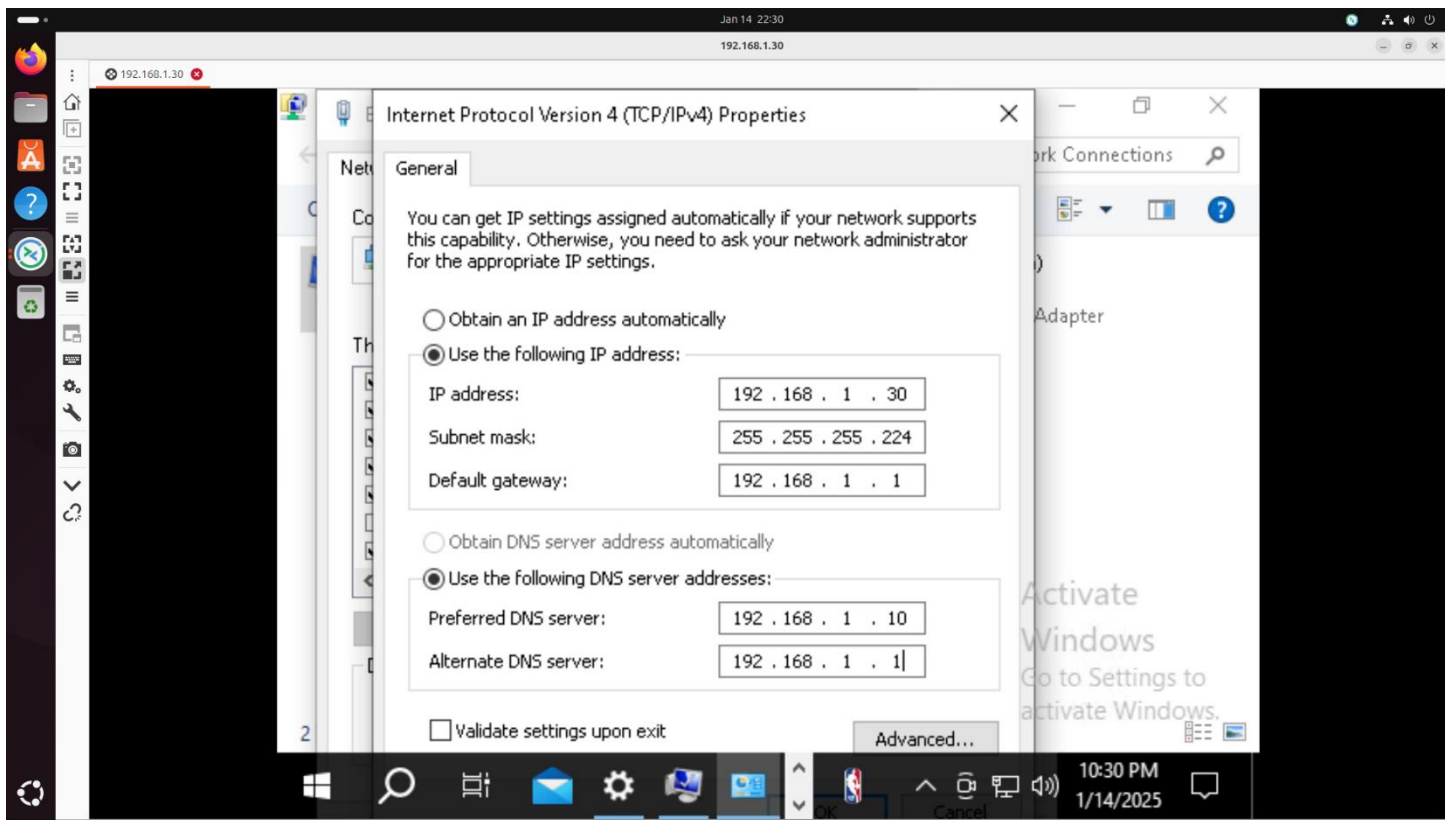 Jan 14 22:30
192.168.1.30
192.168.1.30
Internet Protocol Version 4 (TCP/IPv4) Properties
Connections
General
You can get IP settings assigned automatically if your network supports
this capability. Otherwise, you need to ask your network administrator
for the appropriate IP settings.
Obtain an IP address automatically
Adapter
Use the following IP address:
IP address: 192 . 168 . 1 . 30
Subnet mask: 255 . 255 . 255 . 224
Default gateway: 192 . 168 . 1 . 1
Obtain DNS server address automatically
Use the following DNS server addresses:
Preferred DNS server: 192 . 168 . 1 . 10
Alternate DNS server: 192 . 168 . 1 . 1
Activate
Windows
Go to Settings to
activate Windows.
2
Validate settings upon exit
Advanced...
OK
Cancel
10:30 PM
1/14/2025